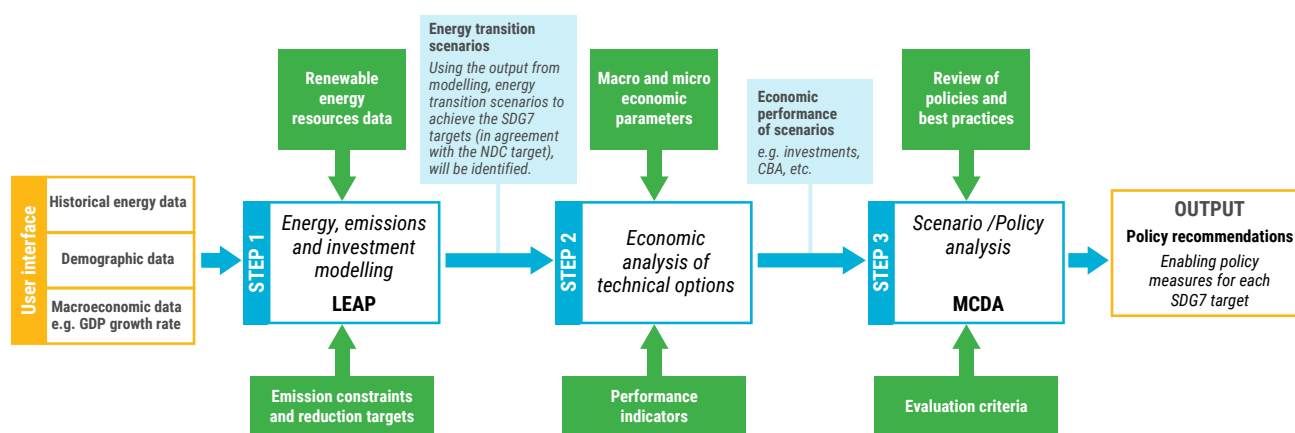 User interface
Historical energy data
Demographic data
Macroeconomic data
e.g. GDP growth rate
Renewable
energy
resources data
STEP 1
Energy, emissions
and investment
modelling
LEAP
Emission constraints
and reduction targets
Energy transition
scenarios
Using the output from
modelling, energy
transition scenarios to
achieve the SDG7
targets (in agreement
with the NDC target),
will be identified.
Macro and micro
economic
parameters
STEP 2
Economic
analysis of
technical options
Performance
indicators
Economic
performance
of scenarios
e.g. investments,
CBA, etc.
Review of
policies and
best practices
STEP 3
Scenario /Policy
analysis
MCDA
Evaluation criteria
OUTPUT
Policy recommendations
Enabling policy
measures for each
SDG7 target